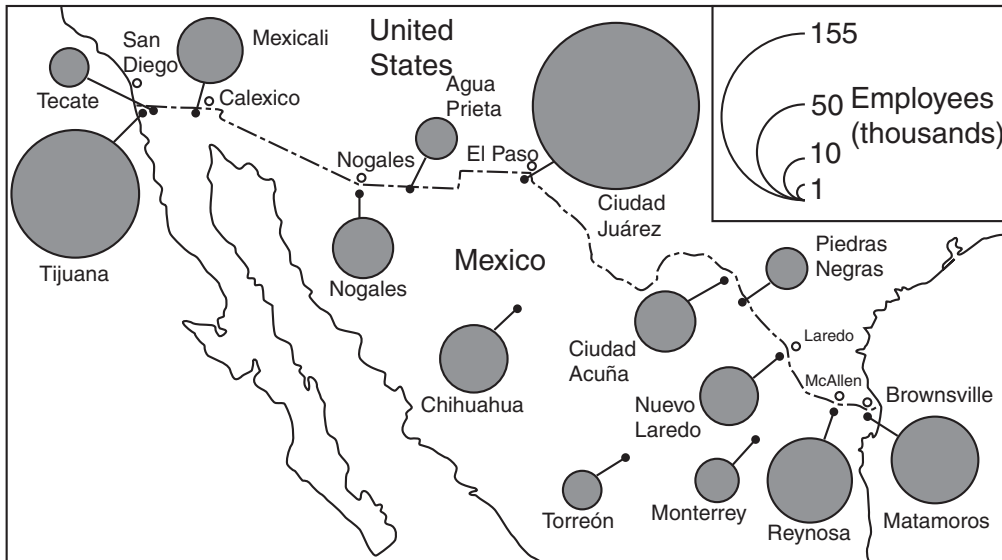 San
Diego
Mexicali
United
States
155
Tecate
Calexico
Agua
Prieta
50
Employees
(thousands)
10
1
Nogales
El Paso
Ciudad
Juárez
Tijuana
Nogales
Mexico
Piedras
Negras
Chihuahua
Ciudad
Acuña
Laredo
McAllen
Brownsville
Nuevo
Laredo
Torreón
Monterrey
Reynosa
Matamoros